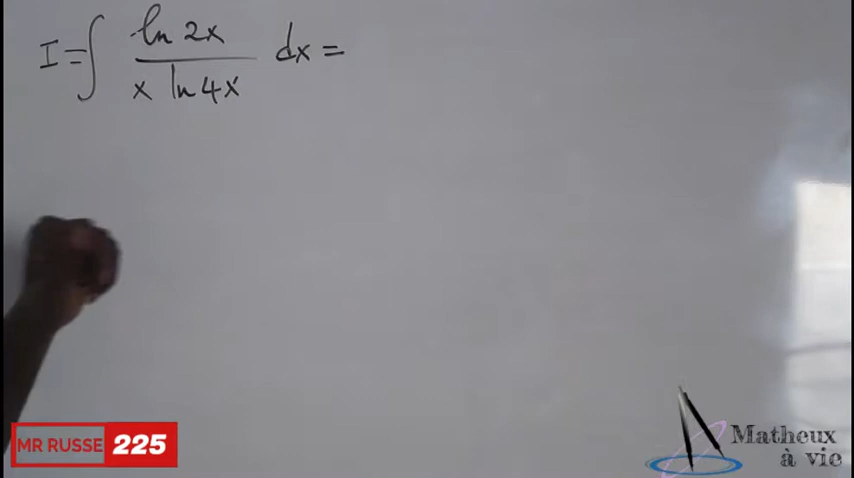 I = ∫ ln 2x / (x ln 4x) dx =
MR RUSSE 225
Matheux
à vie